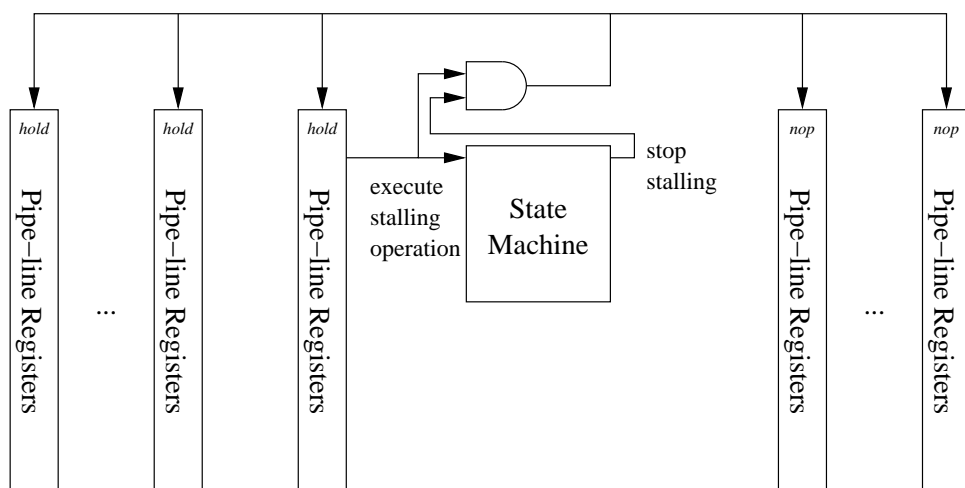 hold
hold
hold
nop
nop
Pipe−line Registers
Pipe−line Registers
Pipe−line Registers
Pipe−line Registers
Pipe−line Registers
execute
stalling
operation
State
Machine
stop
stalling
...
...